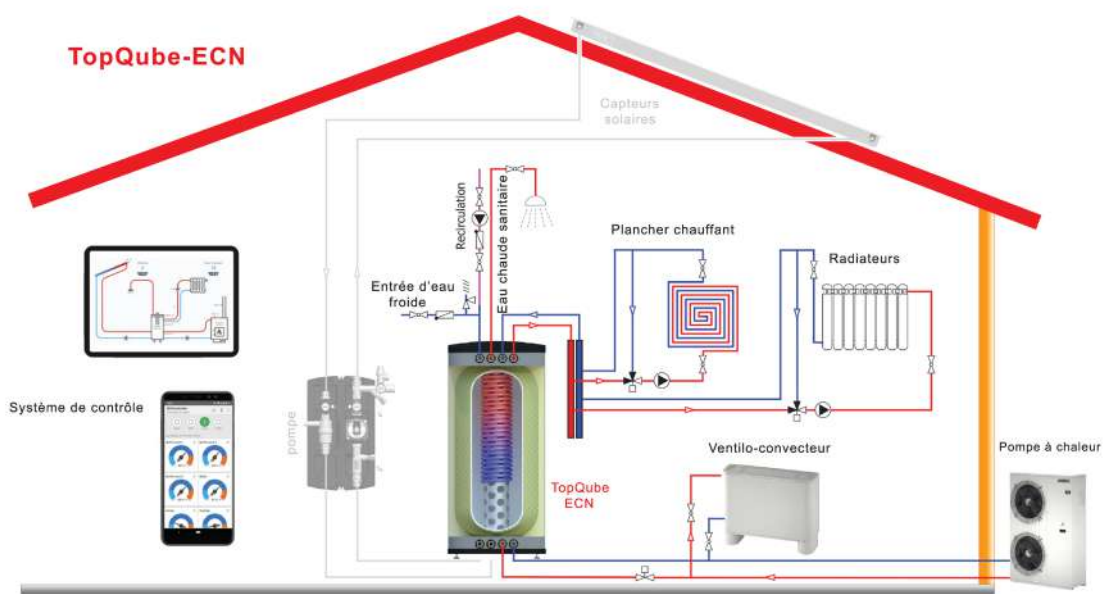 TopQube-ECN
Capteurs
solaires
Recirculation
Eau chaude sanitaire
Plancher chauffant
Radiateurs
Entrée d'eau
froide
Système de contrôle
pompe
Ventilo-convecteur
Pompe à chaleur
TopQube
ECN